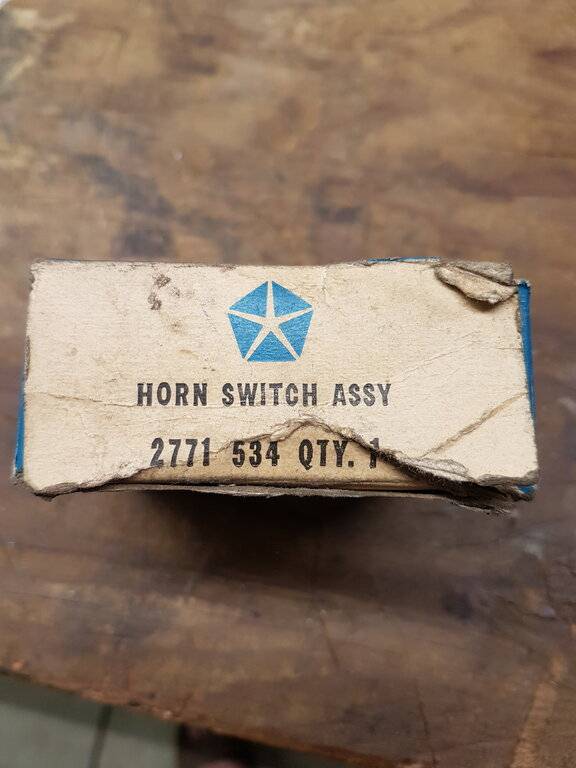 HORN SWITCH ASSY
2771 534 QTY. 1